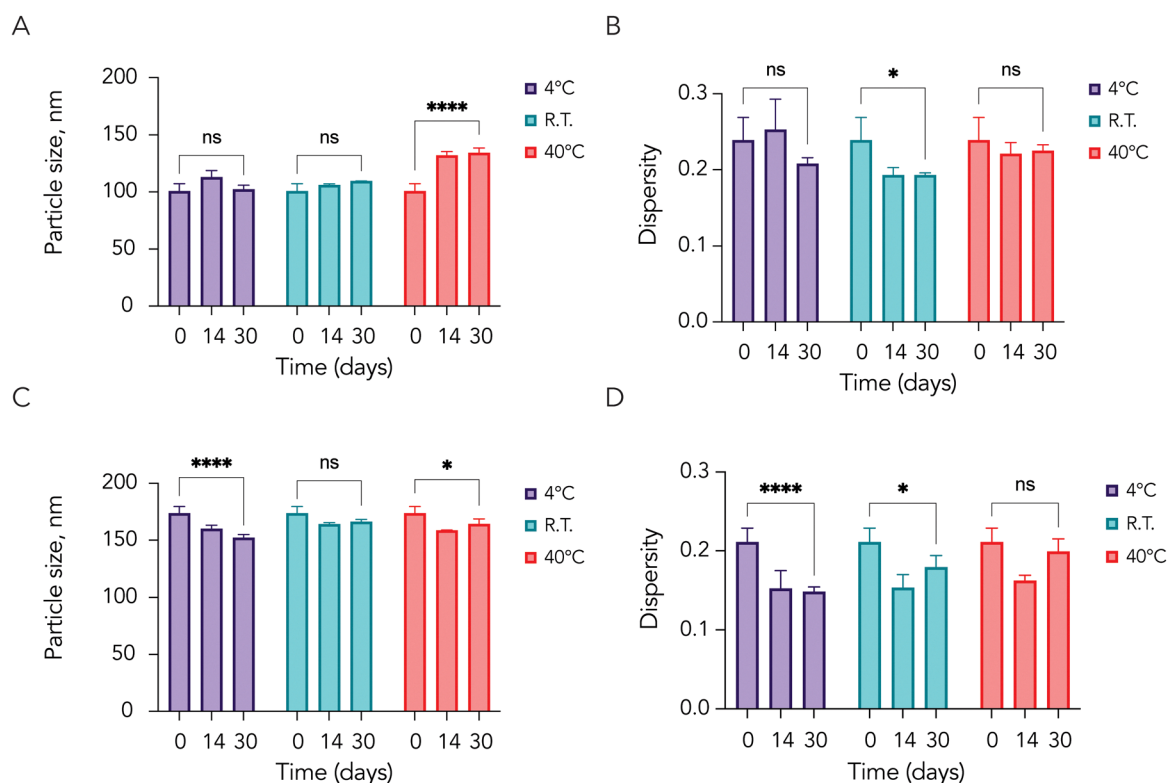 A
Particle size, nm
200
150
100
50
0
ns
ns
****
0 14 30 0 14 30 0 14 30
Time (days)
4°C
R.T.
40°C
B
Dispersity
0.3
0.2
0.1
0.0
ns
*
ns
0 14 30 0 14 30 0 14 30
Time (days)
4°C
R.T.
40°C
C
Particle size, nm
200
150
100
50
0
****
ns
*
0 14 30 0 14 30 0 14 30
Time (days)
4°C
R.T.
40°C
D
Dispersity
0.3
0.2
0.1
0.0
****
*
ns
0 14 30 0 14 30 0 14 30
Time (days)
4°C
R.T.
40°C